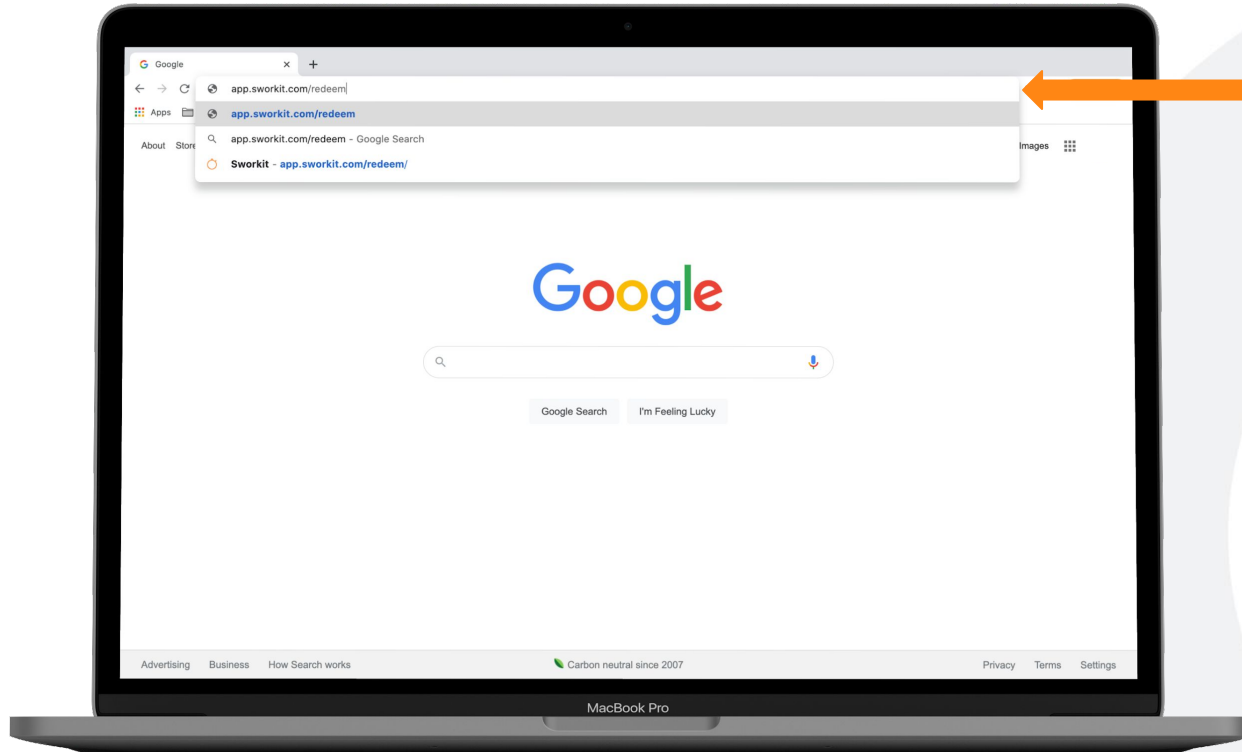 Google
app.sworkit.com/redeem
Apps
app.sworkit.com/redeem
app.sworkit.com/redeem - Google Search
Sworkit - app.sworkit.com/redeem/
About Store Images
Google
Google Search I'm Feeling Lucky
Advertising Business How Search works Carbon neutral since 2007 Privacy Terms Settings
MacBook Pro